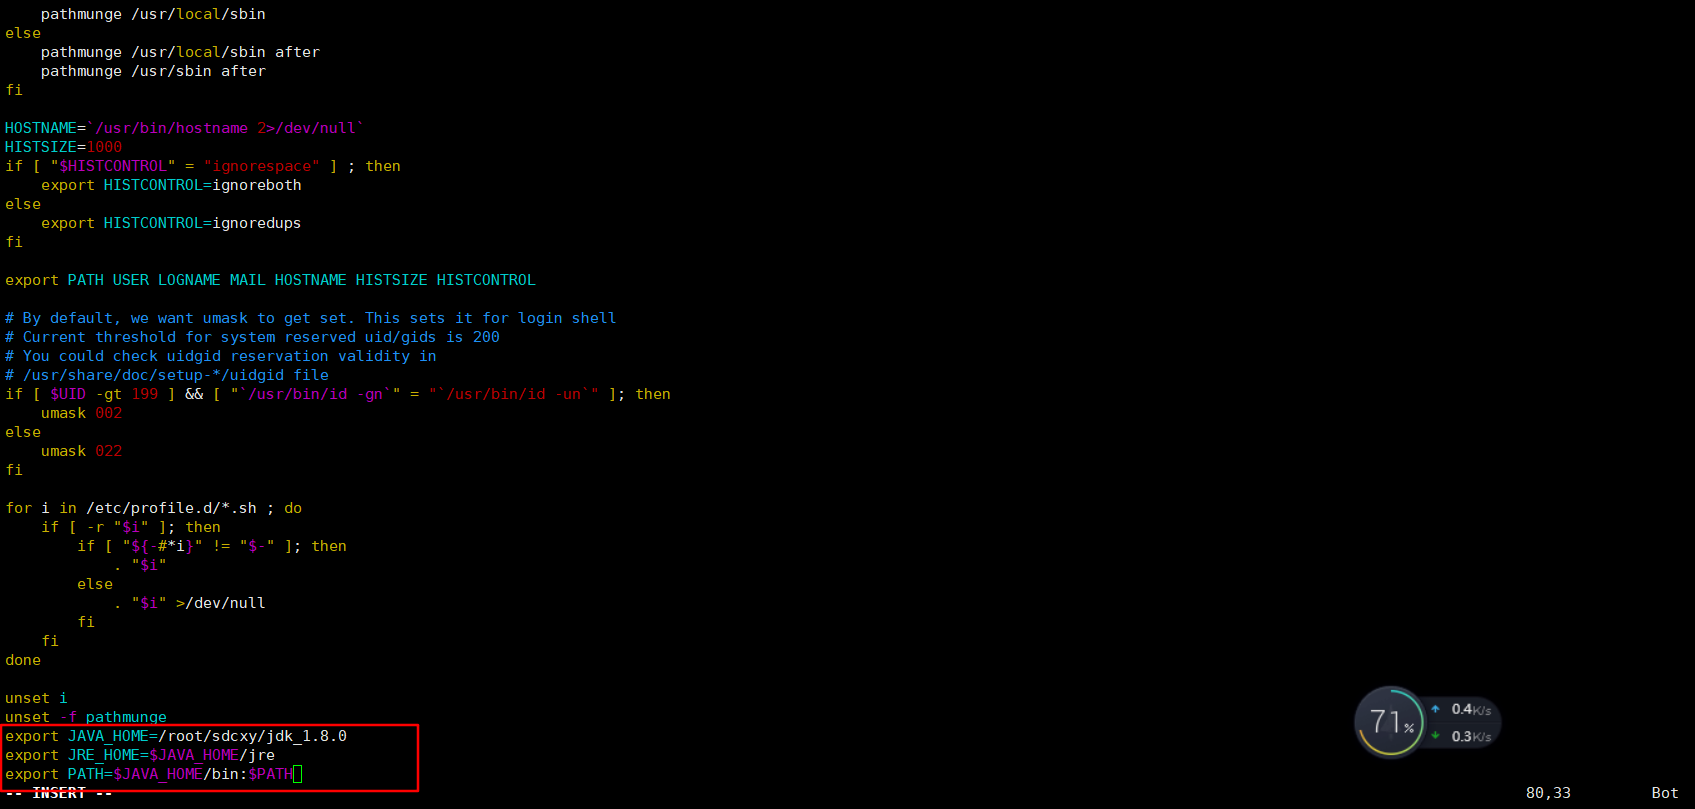 pathmunge /usr/local/sbin
else
    pathmunge /usr/local/sbin after
    pathmunge /usr/sbin after
fi

HOSTNAME=`/usr/bin/hostname 2>/dev/null`
HISTSIZE=1000
if [ "$HISTCONTROL" = "ignorespace" ] ; then
    export HISTCONTROL=ignoreboth
else
    export HISTCONTROL=ignoredups
fi

export PATH USER LOGNAME MAIL HOSTNAME HISTSIZE HISTCONTROL

# By default, we want umask to get set. This sets it for login shell
# Current threshold for system reserved uid/gids is 200
# You could check uidgid reservation validity in
# /usr/share/doc/setup-*/uidgid file
if [ $UID -gt 199 ] && [ "`/usr/bin/id -gn`" = "`/usr/bin/id -un`" ]; then
    umask 002
else
    umask 022
fi

for i in /etc/profile.d/*.sh ; do
    if [ -r "$i" ]; then
        if [ "${-#*i}" != "$-" ]; then
            . "$i"
        else
            . "$i" >/dev/null
        fi
    fi
done

unset i
unset -f pathmunge
export JAVA_HOME=/root/sdcxy/jdk_1.8.0
export JRE_HOME=$JAVA_HOME/jre
export PATH=$JAVA_HOME/bin:$PATH
-- INSERT -- 80,33 Bot
71%
0.4K/s
0.3K/s